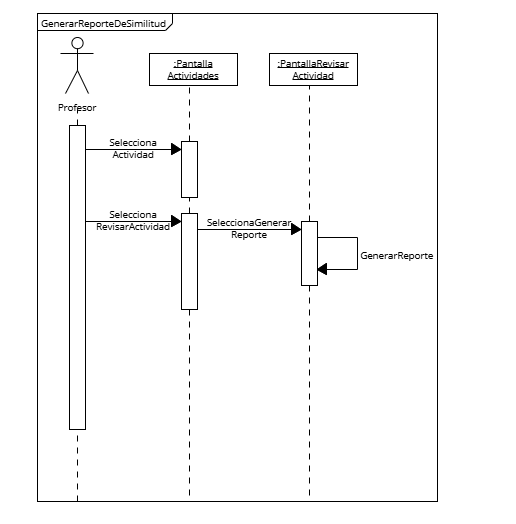 GenerarReporteDeSimilitud
:Pantalla
Actividades
:PantallaRevisar
Actividad
Profesor
Selecciona
Actividad
Selecciona
RevisarActividad
SeleccionaGenerar
Reporte
GenerarReporte